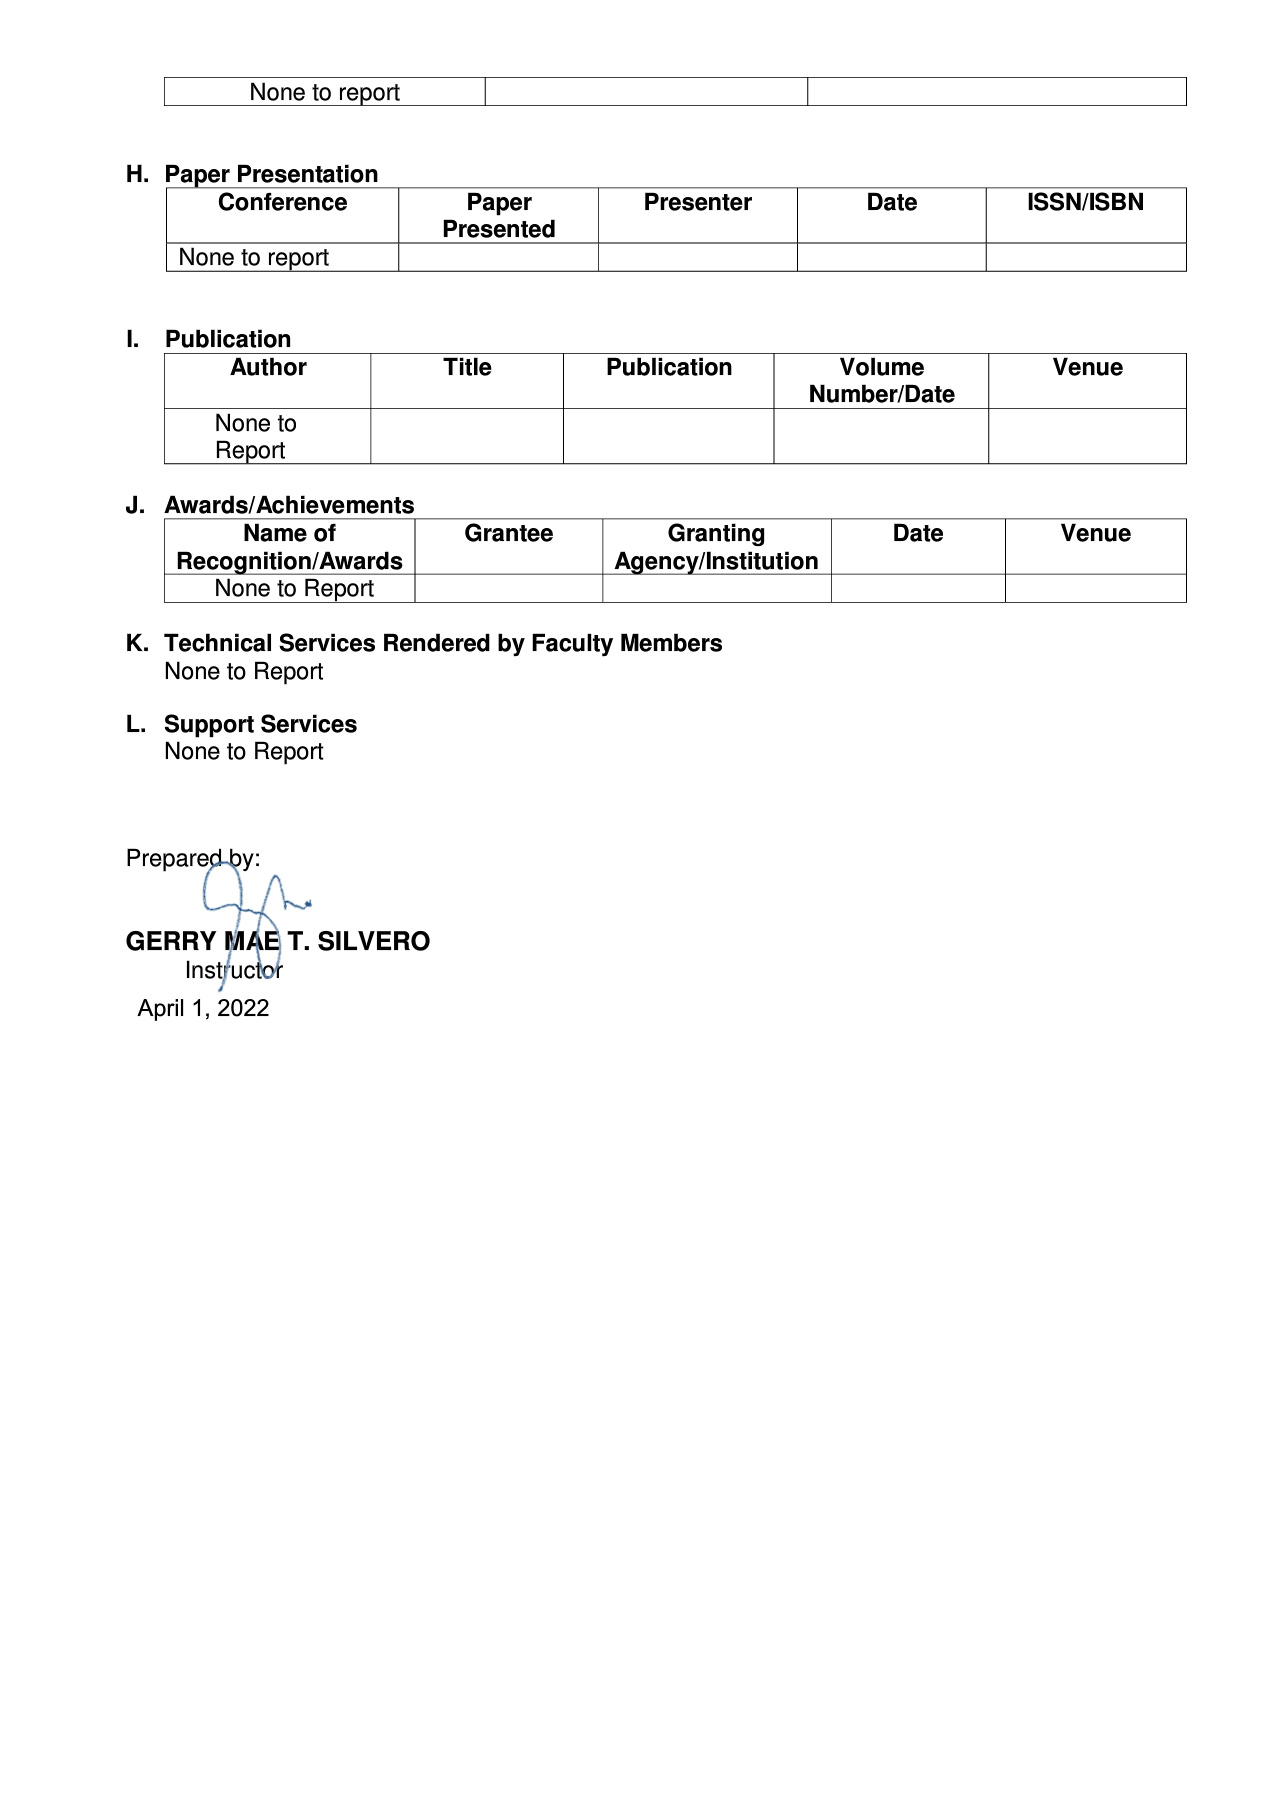 None to report
H. Paper Presentation
Conference Paper Presenter Date ISSN/ISBN
Presented
None to report
I. Publication
Author Title Publication Volume Venue
Number/Date
None to
Report
J. Awards/Achievements
Name of Grantee Granting Date Venue
Recognition/Awards Agency/Institution
None to Report
K. Technical Services Rendered by Faculty Members
None to Report
L. Support Services
None to Report
Prepared by:
GERRY MAE T. SILVERO
Instructor
April 1, 2022